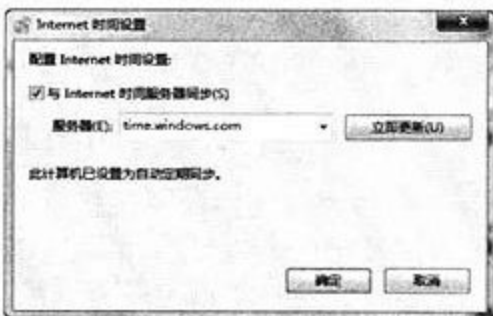 Internet 时间设置
配置 Internet 时间设置:
与 Internet 时间服务器同步(S)
服务器(E): time.windows.com
立即更新(U)
此计算机已设置为自动定期同步。
确定
取消